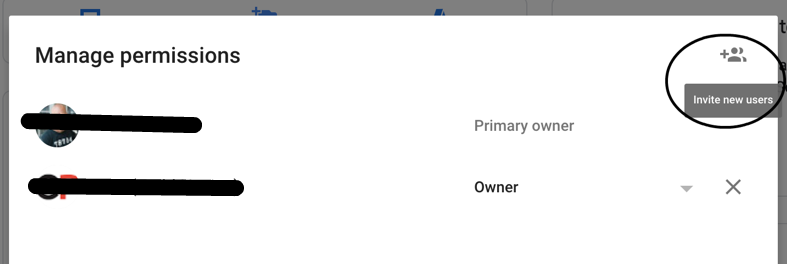 Manage permissions
Invite new users
Primary owner
Owner